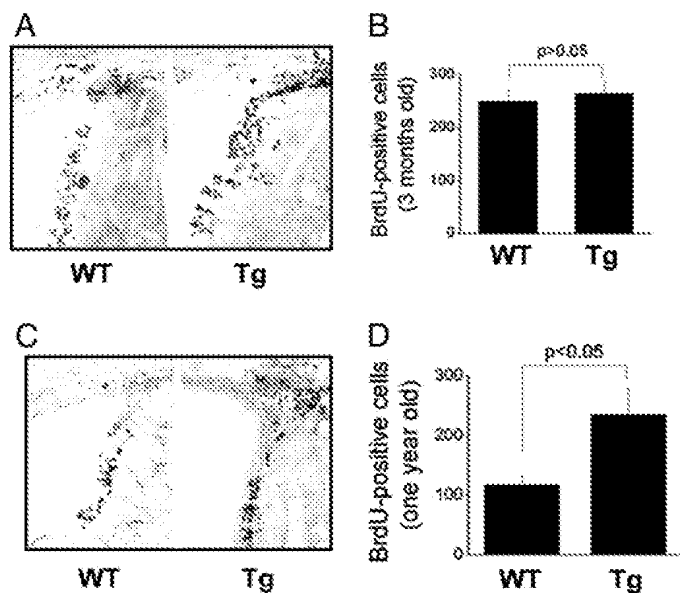 A
WT Tg
B
p>0.05
BrdU-positive cells
(3 months old)
300
200
100
0
WT Tg
C
WT Tg
D
p<0.05
BrdU-positive cells
(one year old)
300
200
100
0
WT Tg